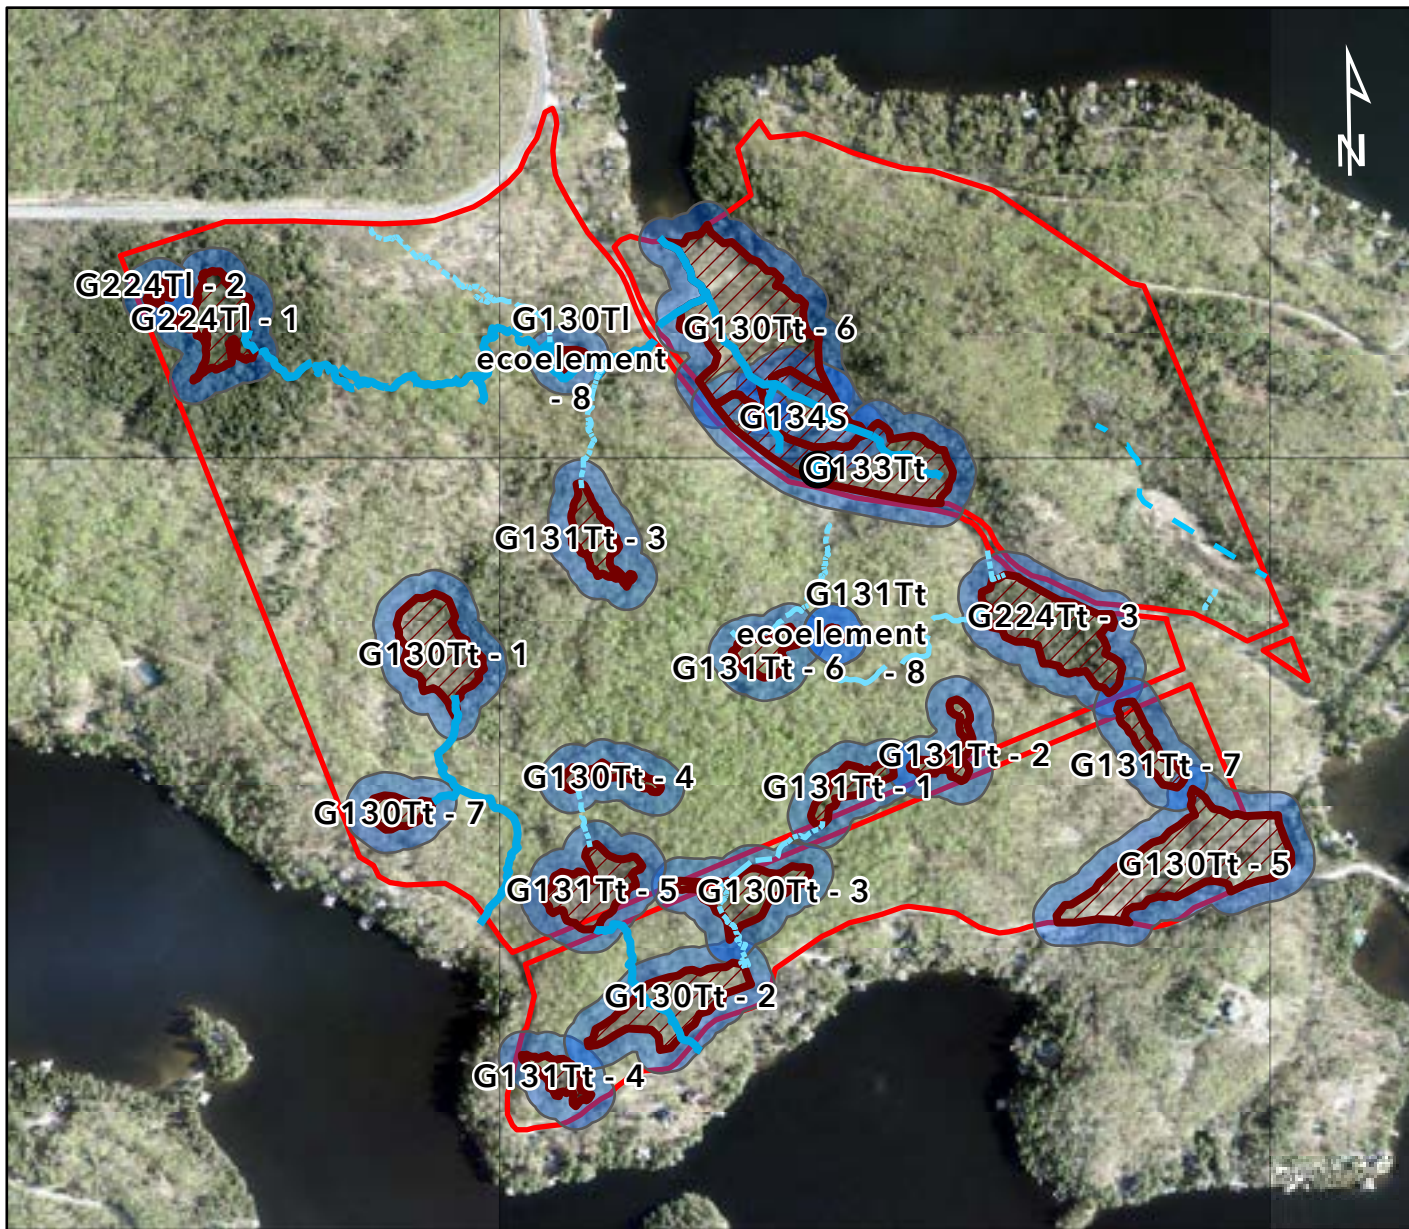 N
G224Tl - 2
G224Tl - 1
G130Tl
ecoelement
- 8
G130Tt - 6
G134S
G133Tt
G131Tt - 3
G131Tt
ecoelement
- 8
G224Tt - 3
G130Tt - 1
G131Tt - 6
G131Tt - 2
G131Tt - 7
G130Tt - 4
G131Tt - 1
G130Tt - 7
G130Tt - 5
G131Tt - 5
G130Tt - 3
G130Tt - 2
G131Tt - 4